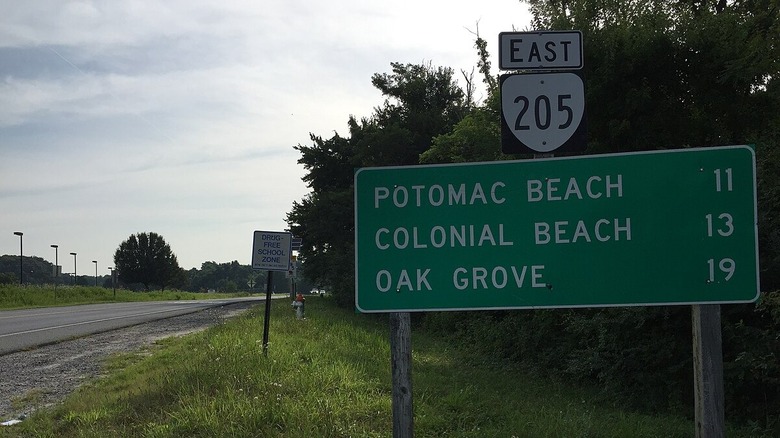 EAST
205
POTOMAC BEACH 11
COLONIAL BEACH 13
OAK GROVE 19
DRUG-
FREE
SCHOOL
ZONE